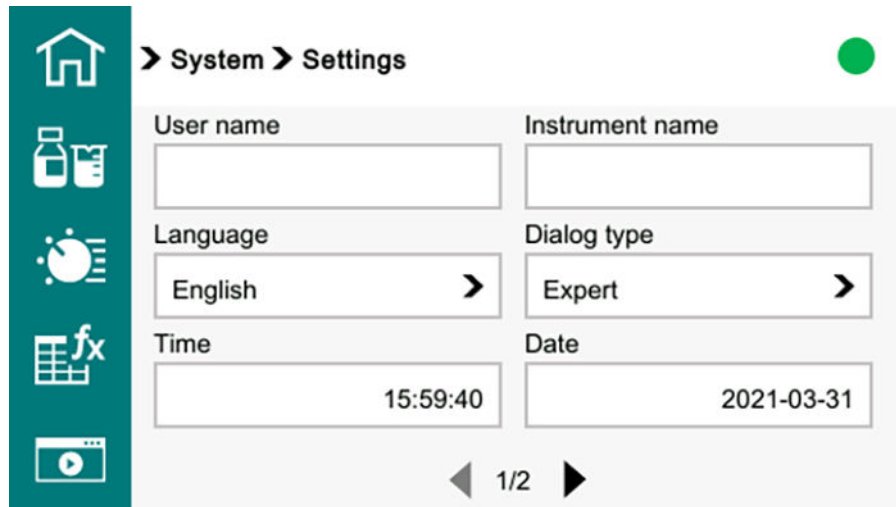 System Settings
User name Instrument name
Language Dialog type
English Expert
Time Date
15:59:40 2021-03-31
1/2
fx